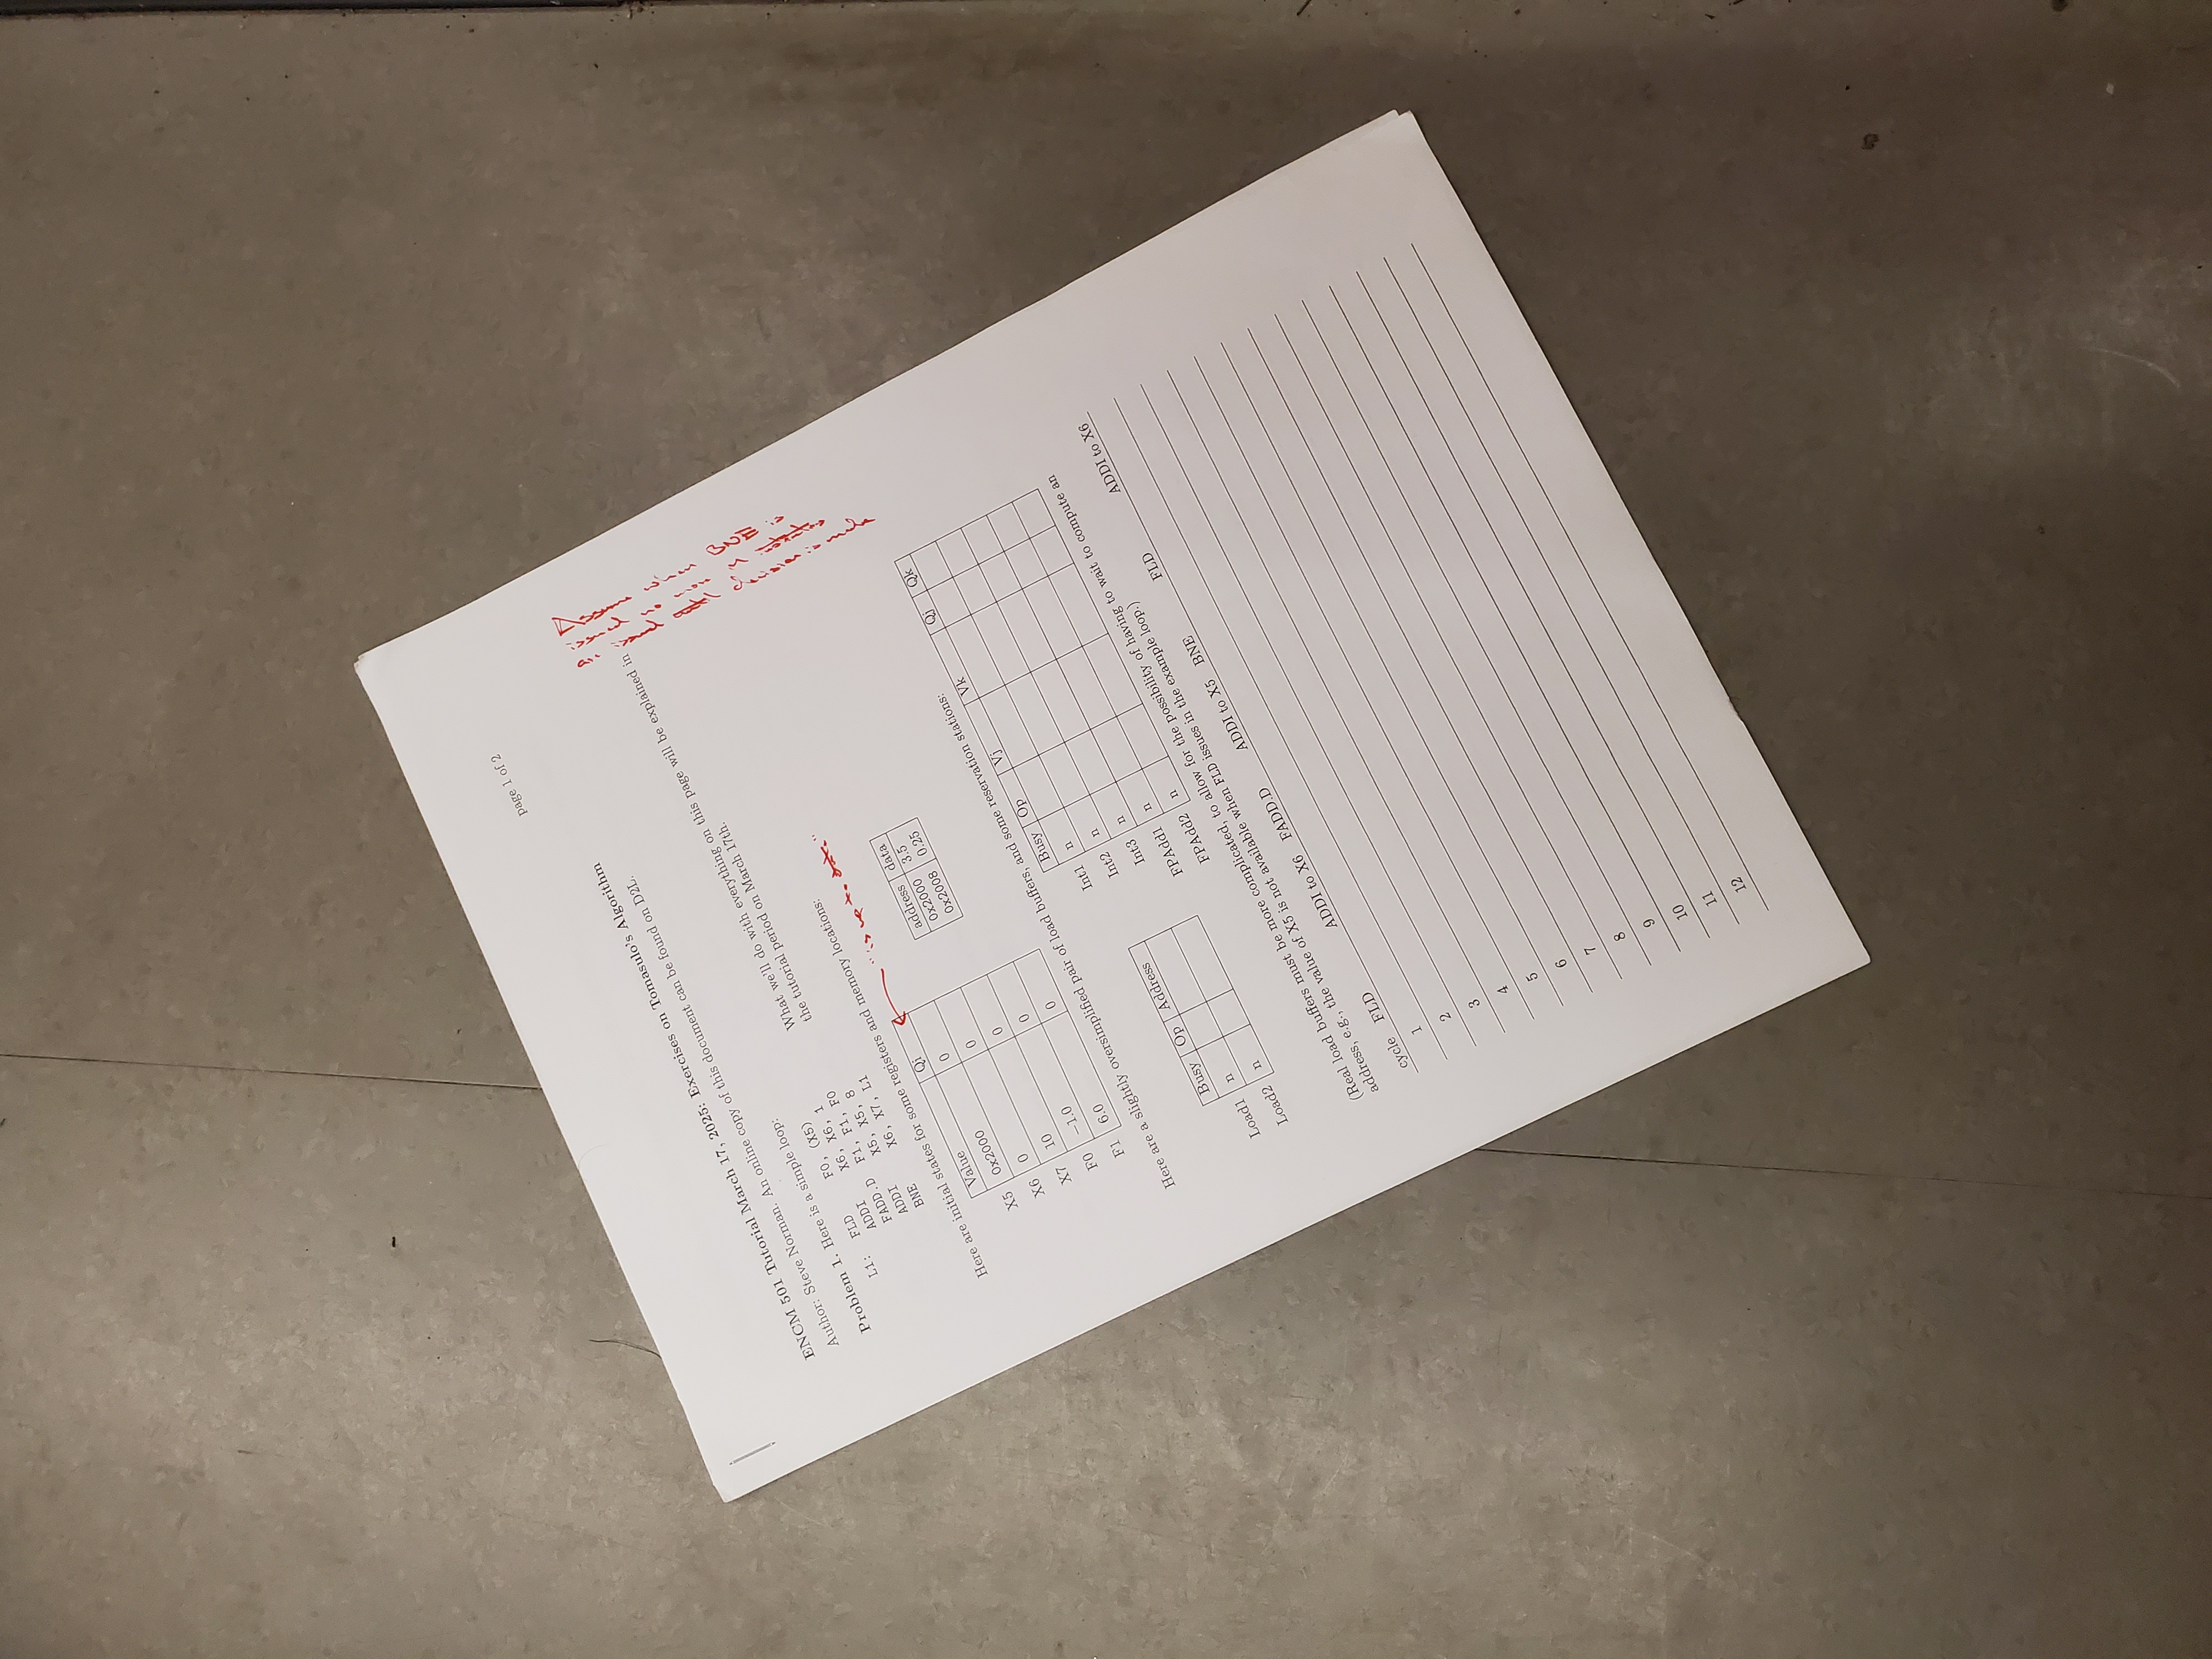 page 1 of 2
ENCM 501 Tutorial March 17, 2025: Exercises on Tomasulo's Algorithm
Author: Steve Norman. An online copy of this document can be found on D2L.
Problem 1. Here is a simple loop:
L1: FLD F0, (X5)
ADDI X6, X6, 1
FADD.D F1, F1, F0
ADDI X5, X5, 8
BNE X6, X7, L1
What we'll do with everything on this page will be explained in
the tutorial period on March 17th.
Here are initial states for some registers and memory locations:
Value Qi
X5 0x2000 0
X6 0 0
X7 10 0
F0 −1.0 0
F1 6.0 0
address data
0x2000 3.5
0x2008 0.25
Here are a slightly oversimplified pair of load buffers, and some reservation stations:
Busy Op Address
Load1 n
Load2 n
Busy Op Vj Vk Qj Qk
Int1 n
Int2 n
Int3 n
FPAdd1 n
FPAdd2 n
(Real load buffers must be more complicated, to allow for the possibility of having to wait to compute an
address, e.g., the value of X5 is not available when FLD issues in the example loop.)
cycle FLD ADDI to X6 FADD.D ADDI to X5 BNE FLD ADDI to X6
1
2
3
4
5
6
7
8
9
10
11
12
BNE is
decision is made